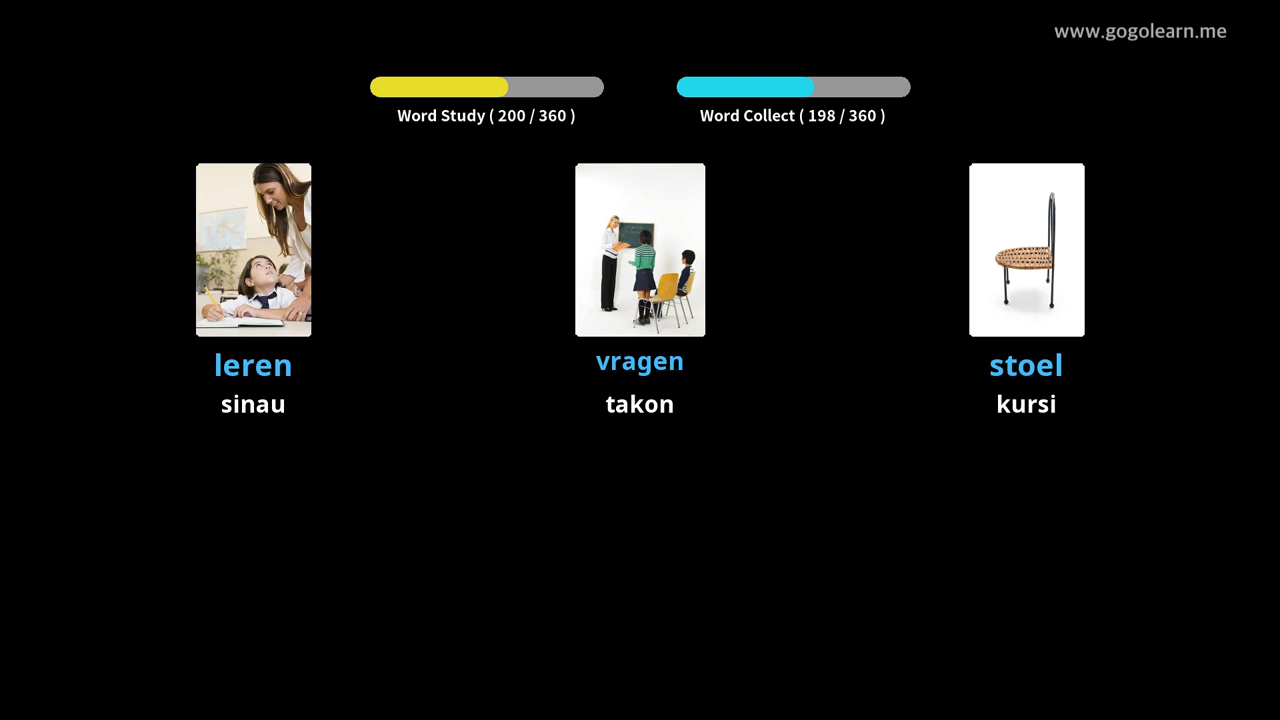 www.gogolearn.me
Word Study ( 200 / 360 )
Word Collect ( 198 / 360 )
leren
vragen
stoel
sinau
takon
kursi